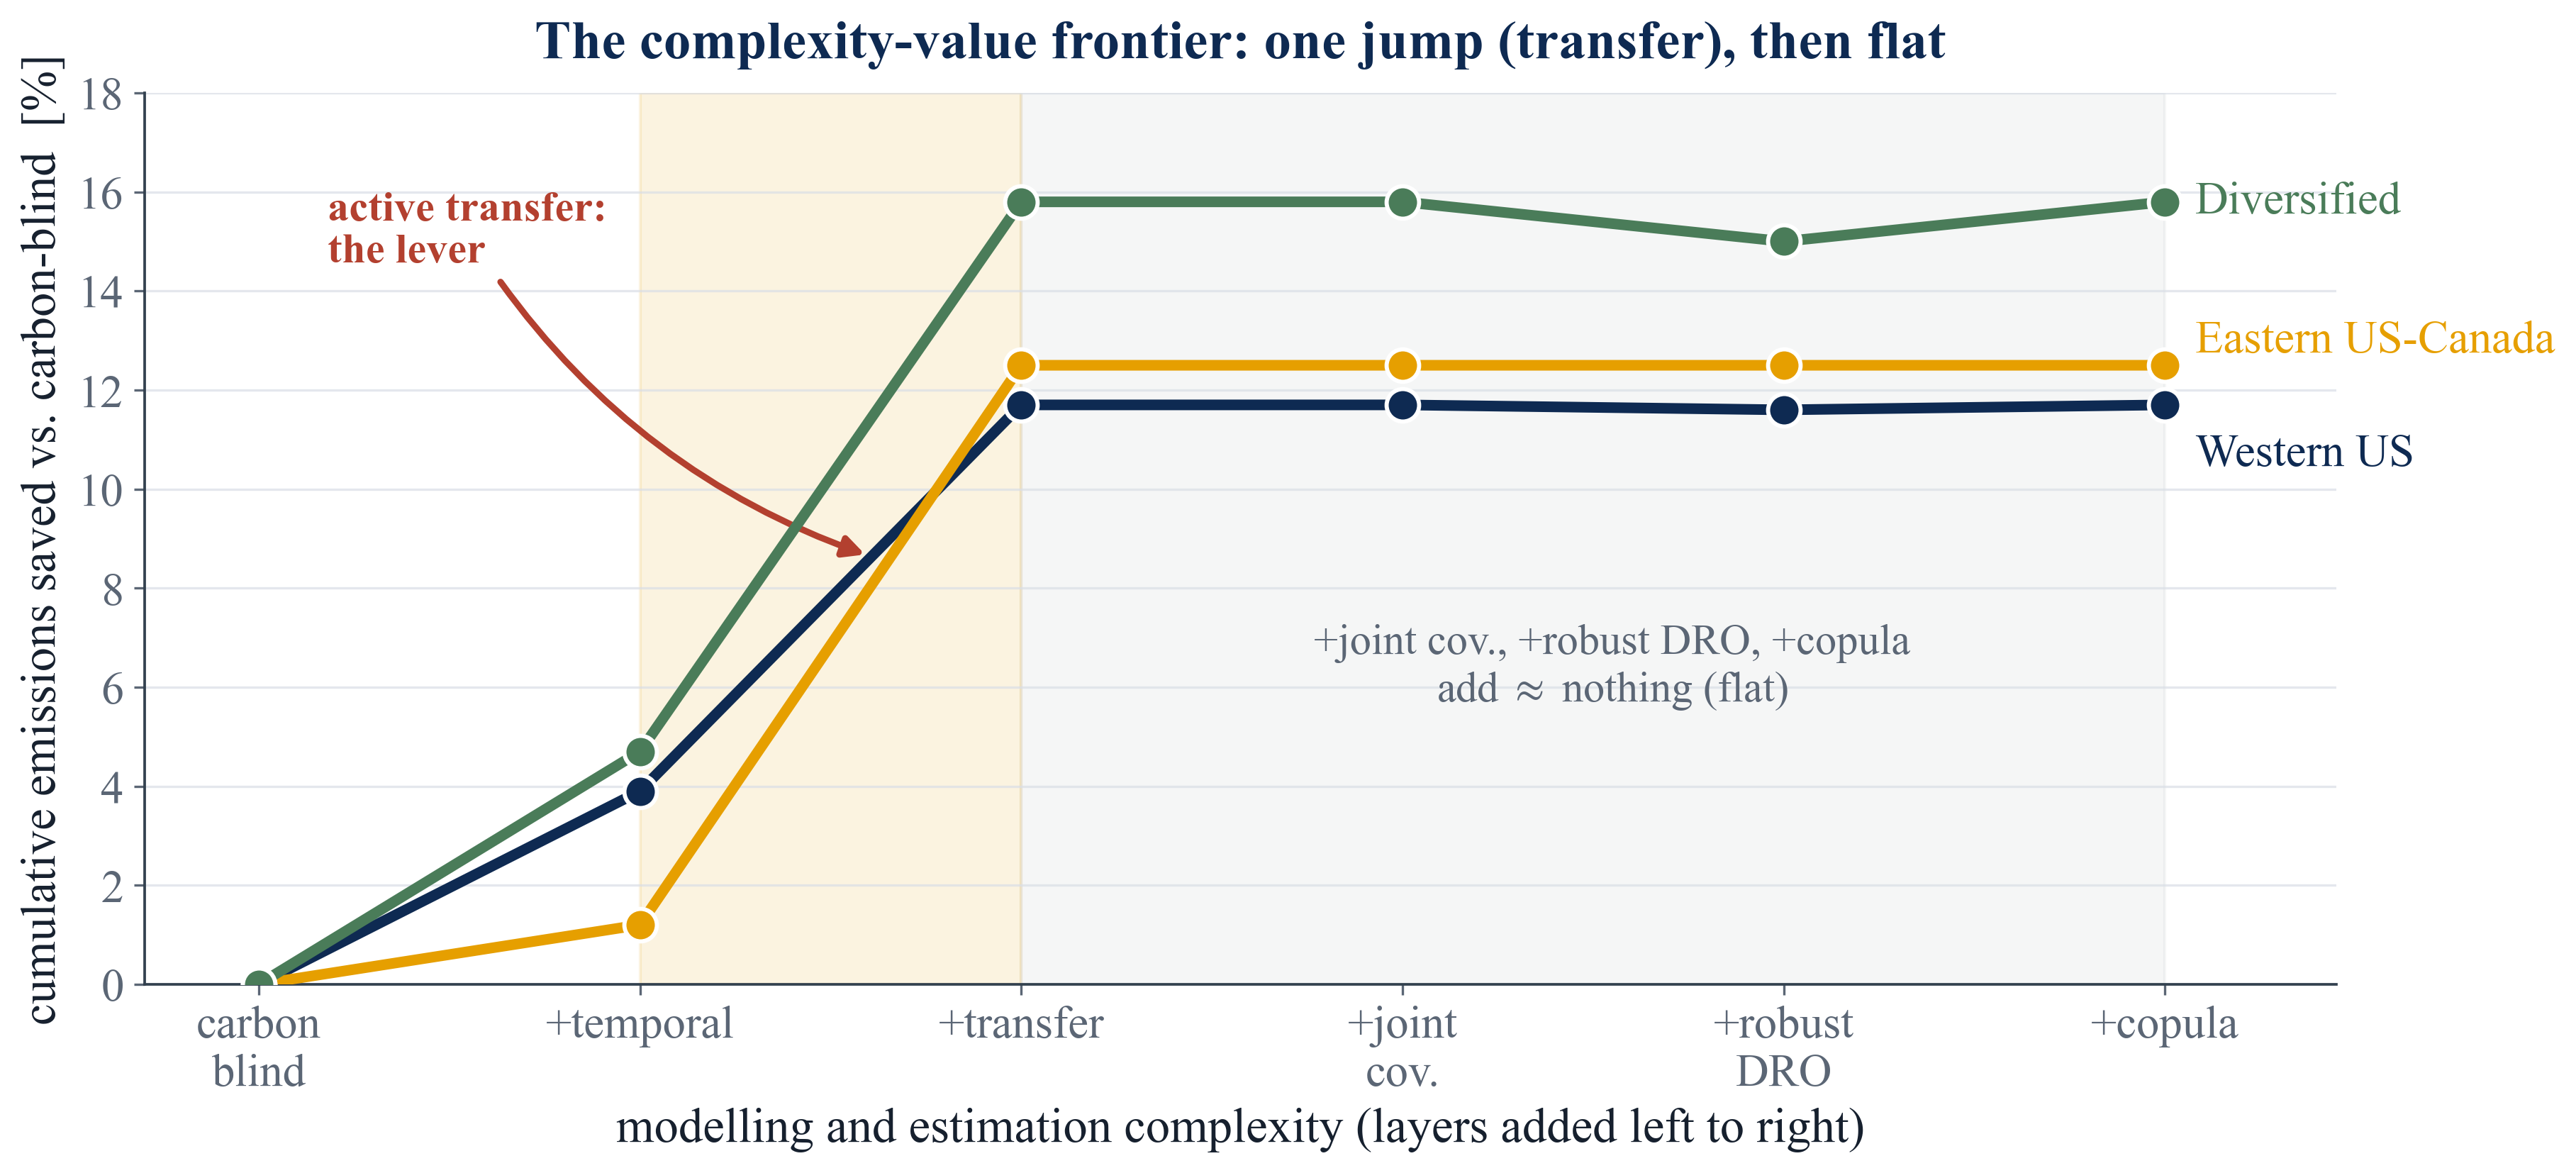 The complexity-value frontier: one jump (transfer), then flat
cumulative emissions saved vs. carbon-blind [%]
18
16
14
12
10
8
6
4
2
0
active transfer:
the lever
Diversified
Eastern US-Canada
Western US
+joint cov., +robust DRO, +copula
add ≈ nothing (flat)
carbon
blind
+temporal
+transfer
+joint
cov.
+robust
DRO
+copula
modelling and estimation complexity (layers added left to right)